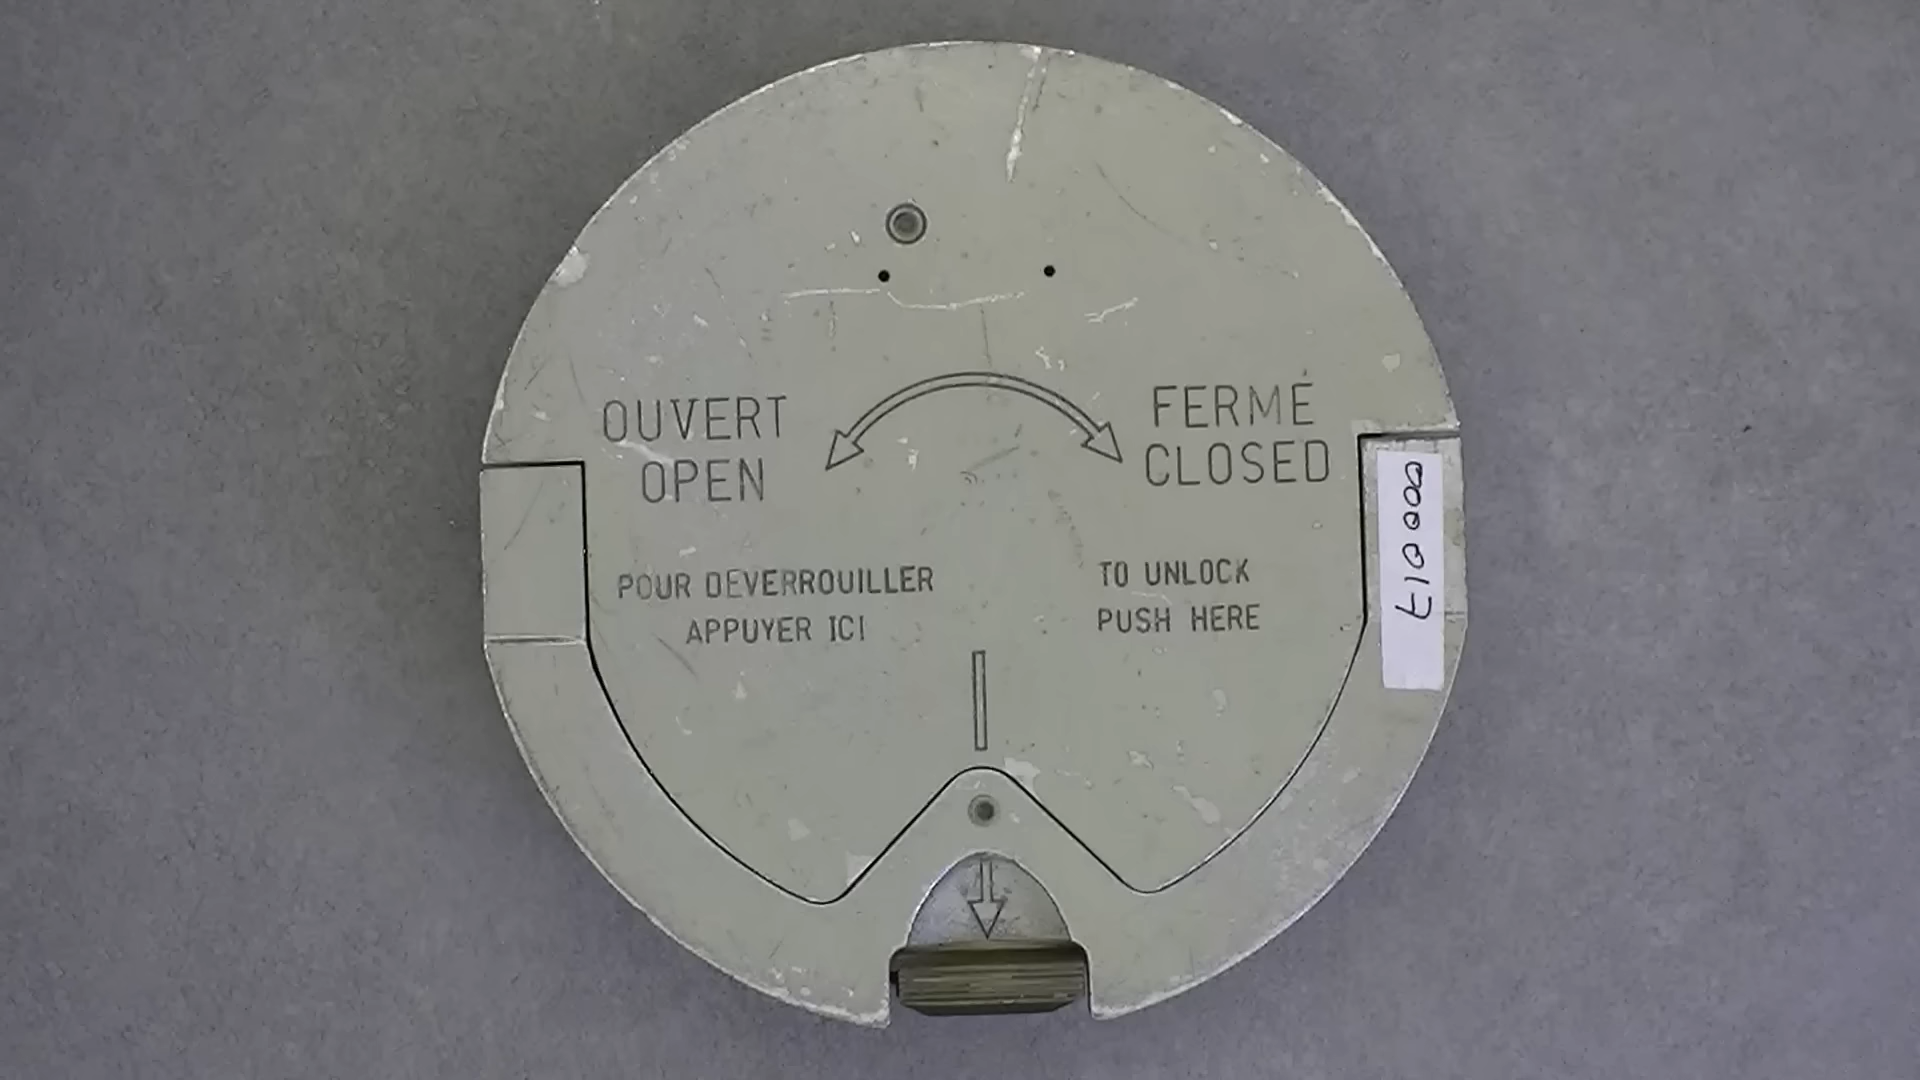 OUVERT
OPEN
FERMÉ
CLOSED
POUR DEVERROUILLER
APPUYER ICI
TO UNLOCK
PUSH HERE
000017